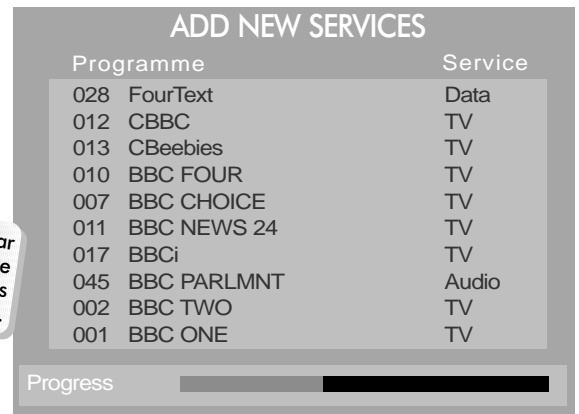 ADD NEW SERVICES
Programme Service
028 FourText Data
012 CBBC TV
013 CBeebies TV
010 BBC FOUR TV
007 BBC CHOICE TV
011 BBC NEWS 24 TV
017 BBCi TV
045 BBC PARLMNT Audio
002 BBC TWO TV
001 BBC ONE TV
Progress